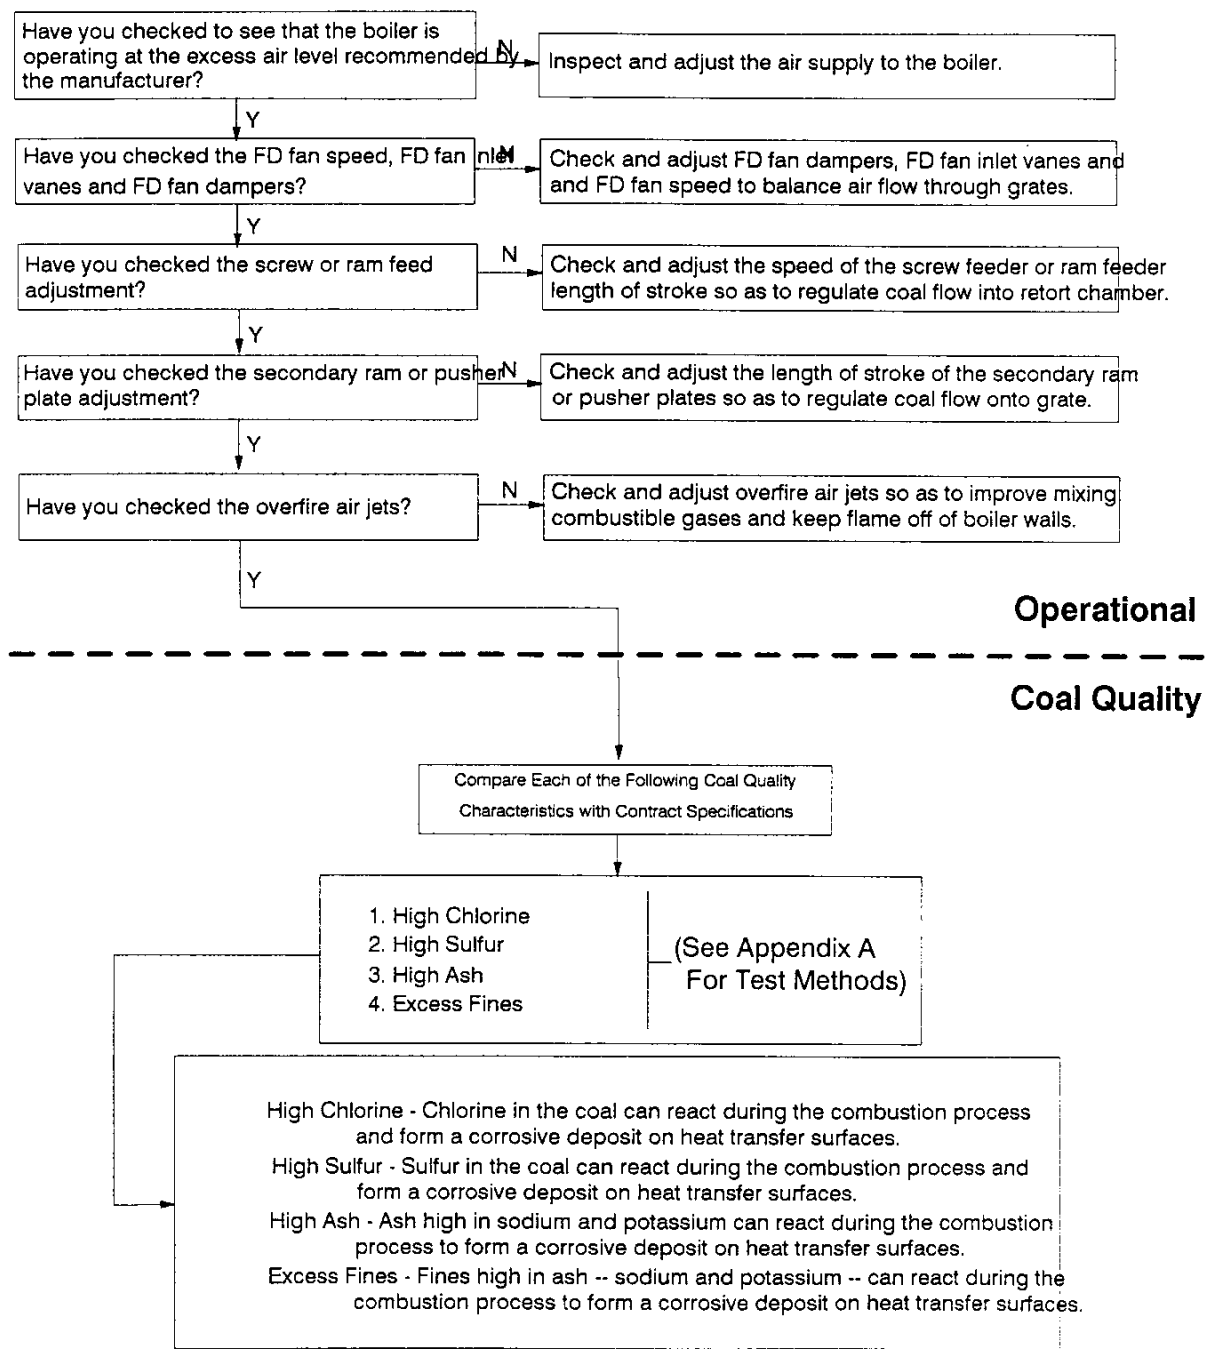 Have you checked to see that the boiler is
operating at the excess air level recommended by
the manufacturer?
N
Inspect and adjust the air supply to the boiler.
Y
Have you checked the FD fan speed, FD fan inlet
vanes and FD fan dampers?
N
Check and adjust FD fan dampers, FD fan inlet vanes and
and FD fan speed to balance air flow through grates.
Y
Have you checked the screw or ram feed
adjustment?
N
Check and adjust the speed of the screw feeder or ram feeder
length of stroke so as to regulate coal flow into retort chamber.
Y
Have you checked the secondary ram or pusher
plate adjustment?
N
Check and adjust the length of stroke of the secondary ram
or pusher plates so as to regulate coal flow onto grate.
Y
Have you checked the overfire air jets?
N
Check and adjust overfire air jets so as to improve mixing
combustible gases and keep flame off of boiler walls.
Y
Operational
Coal Quality
Compare Each of the Following Coal Quality
Characteristics with Contract Specifications
1. High Chlorine
2. High Sulfur
3. High Ash
4. Excess Fines
(See Appendix A
For Test Methods)
High Chlorine - Chlorine in the coal can react during the combustion process
and form a corrosive deposit on heat transfer surfaces.
High Sulfur - Sulfur in the coal can react during the combustion process and
form a corrosive deposit on heat transfer surfaces.
High Ash - Ash high in sodium and potassium can react during the combustion
process to form a corrosive deposit on heat transfer surfaces.
Excess Fines - Fines high in ash -- sodium and potassium -- can react during the
combustion process to form a corrosive deposit on heat transfer surfaces.